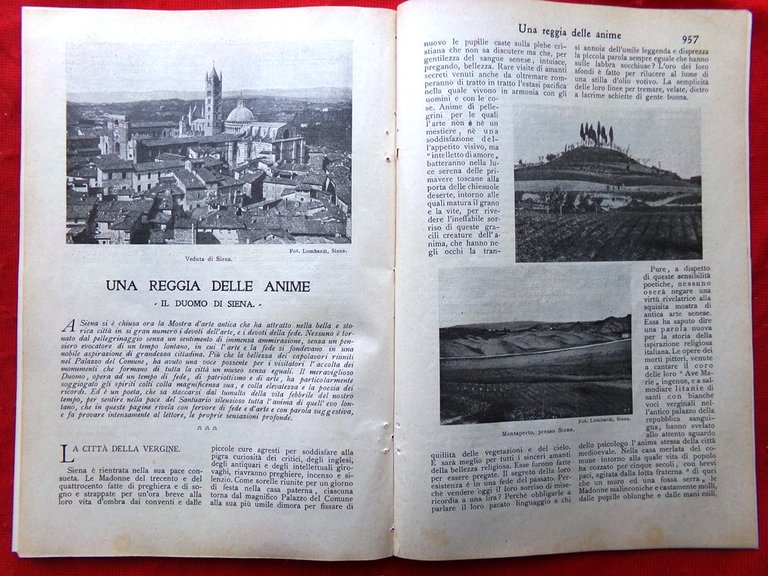 Fot. Lombardi, Siena.
Veduta di Siena.
UNA REGGIA DELLE ANIME
- IL DUOMO DI SIENA. -
A Siena si è chiusa ora la Mostra d'arte antica che ha attratto nella bella e sto-
rica città in sì gran numero i devoti dell'arte, e i devoti della fede. Nessuno è tor-
nato dal pellegrinaggio senza un sentimento di immensa ammirazione, senza un pen-
siero evocatore di un tempo lontano, in cui l'arte e la fede si fondevano in una
nobile aspirazione di grandezza cittadina. Più che la bellezza dei capolavori riuniti
nel Palazzo del Comune, ha avuto una voce possente per i visitatori l'accolta dei
monumenti che formano di tutta la città un museo senza eguali. Il meraviglioso
Duomo, opera ad un tempo di fede, di patriottismo e di arte, ha particolarmente
soggiogato gli spiriti colti colla magnificenza sua, e colla elevatezza e la poesia dei
ricordi. Ed è un poeta, che sa staccarsi dal tumulto della vita febbrile del nostro
tempo, per sentire nella pace del Santuario silenzioso tutta l'anima di quell'evo lon-
tano, che in queste pagine rivela con fervore di fede e d'arte e con parola suggestiva,
e fa provare intensamente al lettore, le proprie sensazioni profonde.
LA CITTÀ DELLA VERGINE.
Siena è rientrata nella sua pace con-
sueta. Le Madonne del trecento e del
quattrocento fatte di preghiera e di so-
gno e strappate per un'ora breve alla
loro vita d'ombra dai conventi e dalle
piccole cure agresti per soddisfare alla
pigra curiosità dei critici, degli inglesi,
degli antiquari e degli intellettuali giro-
vaghi, riavranno preghiere, incenso e si-
lenzio. Come sorelle riunite per un giorno
di festa nella casa paterna, ciascuna
torna dal magnifico Palazzo del Comune
alla sua più umile dimora per fissare di
Una reggia delle anime
957
nuovo le pupille caste sulla plebe cri-
stiana che non sa discutere ma che, per
gentilezza del sangue senese, intuisce,
pregando, bellezza. Rare visite di amanti
secreti venuti anche da oltremare rompe-
ranno di tratto in tratto l'estasi pacifica
nella quale vivono in armonia con gli
uomini e con le co-
se. Anime di pelle-
grini per le quali
l'arte non è nè un
mestiere, nè una
soddisfazione del-
l'appetito visivo, ma
"intelletto di amore„
batteranno nella lu-
ce serena delle pri-
mavere toscane alla
porta delle chiesuole
deserte, intorno alle
quali matura il grano
e la vite, per rive-
dere l'ineffabile sor-
riso di queste gra-
cili creature dell'a-
nima, che hanno ne-
gli occhi la tran-
si annoia dell'umile leggenda e disprezza
la piccola parola sempre eguale che hanno
sulle labbra socchiuse? L'oro dei loro
sfondi è fatto per rilucere al lume di
una stilla d'olio votivo. La semplicità
delle loro linee per tremare, velate, dietro
a lacrime schiette di gente buona.
Pure, a dispetto
di queste sensibilità
poetiche, nessuno
oserà negare una
virtù rivelatrice alla
squisita mostra di
antica arte senese.
Essa ha saputo dire
una parola nuova
per la storia della
ispirazione religiosa
italiana. Le opere dei
morti pittori, venute
a cantare il coro
delle loro "Ave Ma-
rie„ ingenue, e a sal-
modiare litanie di
santi con bianche
voci verginali nel-
l'antico palazzo della
repubblica sangui-
gna, hanno svelato
all'attento sguardo
Fot. Lombardi, Siena.
Montaperto, presso Siena.
quilità delle vegetazioni e del cielo.
E sarà meglio per tutti i sinceri amanti
della bellezza religiosa. Esse furono fatte
per essere pregate. Il segreto della loro
esistenza è in una fede del passato. Per-
chè vendere oggi il loro sorriso di mise-
ricordia a una lira? Perchè obbligarle a
parlare il loro pacato linguaggio a chi
dello psicologo l'anima stessa della città
medioevale. Nella casa merlata del co-
mune intorno alla quale vita di popolo
ha cozzato per cinque secoli, con brevi
paci, agitata dalla lotta fraterna "di quei
che un muro ed una fossa serra„ le
Madonne malinconiche e castamente molli,
dalle pupille oblunghe e dalle mani esili,